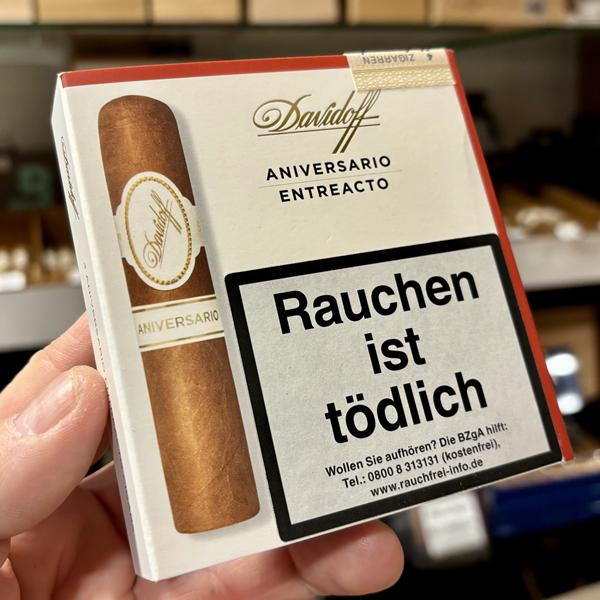 4 ZIGARREN
Davidoff
ANIVERSARIO
ENTREACTO
Davidoff
ANIVERSARIO
Rauchen
ist
tödlich
Wollen Sie aufhören? Die BZgA hilft:
Tel.: 0800 8 313131 (kostenfrei),
www.rauchfrei-info.de
Davidoff